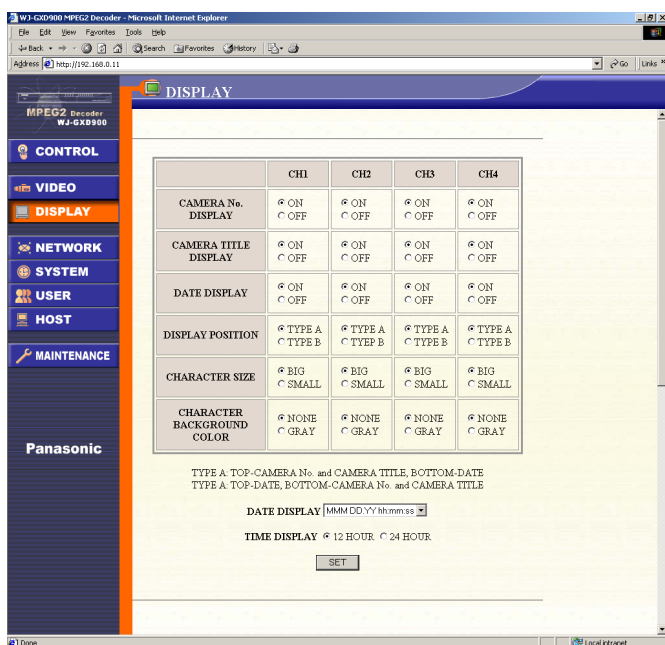 WJ-GXD900 MPEG2 Decoder - Microsoft Internet Explorer
File Edit View Favorites Tools Help
Back Search Favorites History
Address http://192.168.0.11 Go Links »
MPEG2 Decoder
WJ-GXD900
CONTROL
VIDEO
DISPLAY
NETWORK
SYSTEM
USER
HOST
MAINTENANCE
Panasonic
DISPLAY
CH1 CH2 CH3 CH4
CAMERA No. DISPLAY
ON ON ON ON
OFF OFF OFF OFF
CAMERA TITLE DISPLAY
ON ON ON ON
OFF OFF OFF OFF
DATE DISPLAY
ON ON ON ON
OFF OFF OFF OFF
DISPLAY POSITION
TYPE A TYPE A TYPE A TYPE A
TYPE B TYEP B TYPE B TYPE B
CHARACTER SIZE
BIG BIG BIG BIG
SMALL SMALL SMALL SMALL
CHARACTER BACKGROUND COLOR
NONE NONE NONE NONE
GRAY GRAY GRAY GRAY
TYPE A: TOP-CAMERA No. and CAMERA TITLE, BOTTOM-DATE
TYPE A: TOP-DATE, BOTTOM-CAMERA No. and CAMERA TITLE
DATE DISPLAY MMM DD.YY hh:mm:ss
TIME DISPLAY 12 HOUR 24 HOUR
SET
Done Local intranet